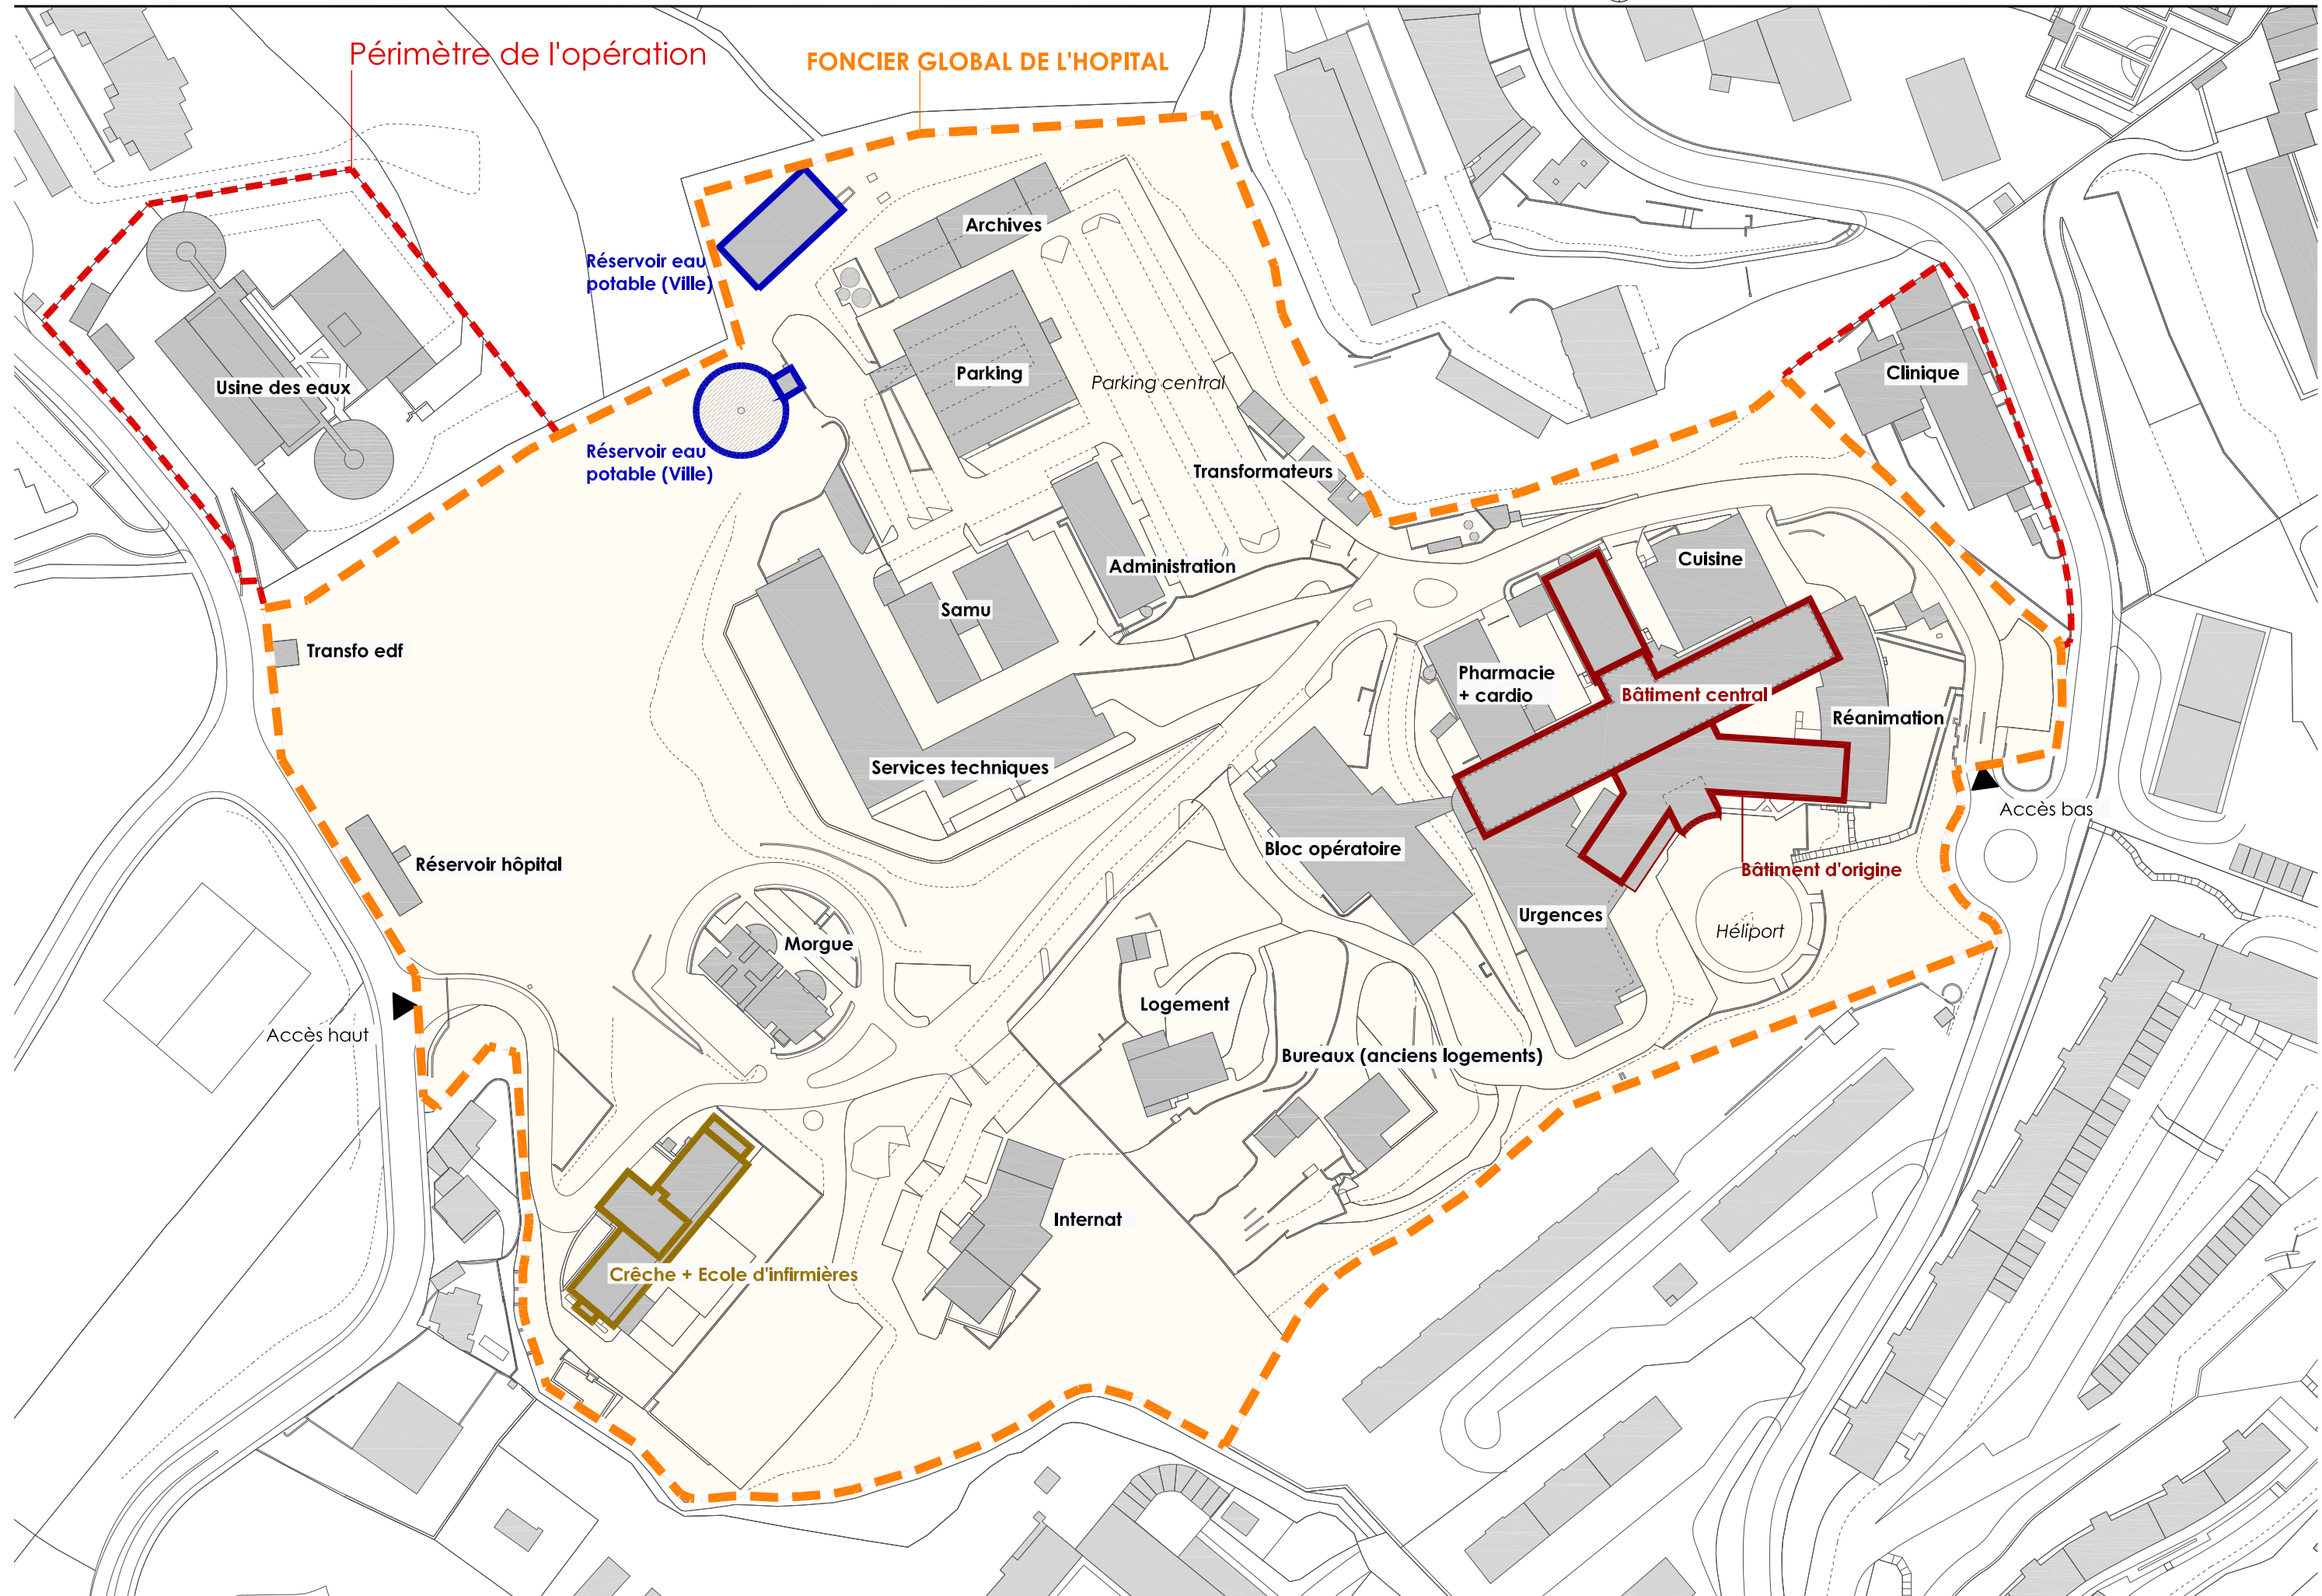 Périmètre de l'opération
FONCIER GLOBAL DE L'HOPITAL
Archives
Réservoir eau
potable (Ville)
Parking
Parking central
Clinique
Usine des eaux
Réservoir eau
potable (Ville)
Transformateurs
Administration
Cuisine
Samu
Transfo edf
Pharmacie
+ cardio
Bâtiment central
Réanimation
Services techniques
Accès bas
Bloc opératoire
Réservoir hôpital
Bâtiment d'origine
Urgences
Héliport
Morgue
Logement
Accès haut
Bureaux (anciens logements)
Internat
Crêche + Ecole d'infirmières